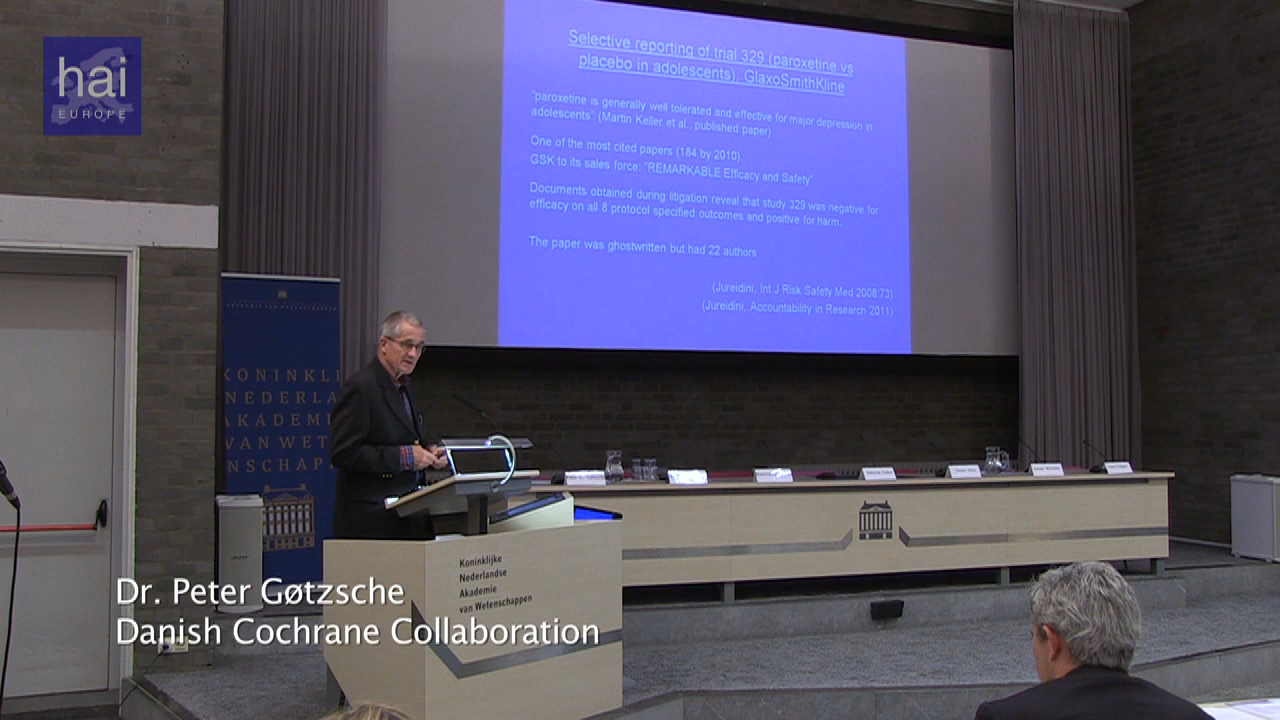 hai
EUROPE
Selective reporting of trial 329 (paroxetine vs
placebo in adolescents), GlaxoSmithKline
"paroxetine is generally well tolerated and effective for major depression in
adolescents" (Martin Keller et al., published paper)
One of the most cited papers (184 by 2010)
GSK to its sales force: "REMARKABLE Efficacy and Safety"
Documents obtained during litigation reveal that study 329 was negative for
efficacy on all 8 protocol specified outcomes and positive for harm.
The paper was ghostwritten but had 22 authors
(Jureidini, Int J Risk Safety Med 2008:73)
(Jureidini, Accountability in Research 2011)
KONINKLI
NEDERLA
AKADEM
VAN WET
NSCHAP
Koninklijke
Nederlandse
Akademie
van Wetenschappen
Dr. Peter Gøtzsche
Danish Cochrane Collaboration